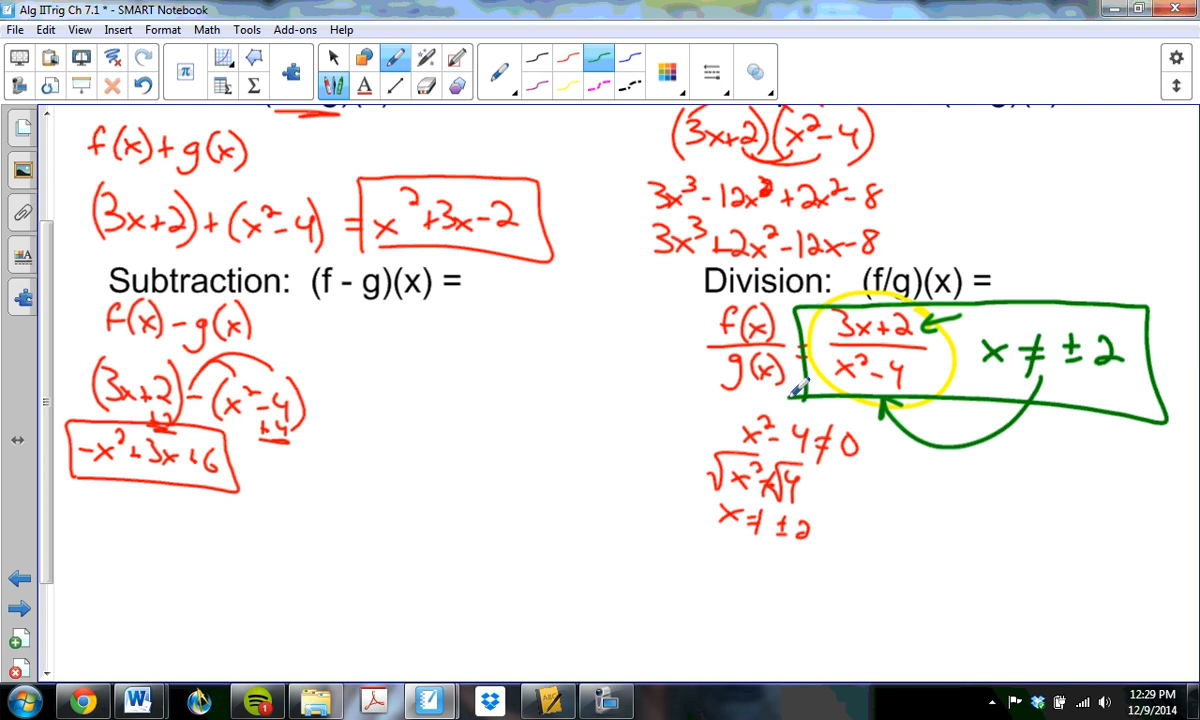 Alg IITrig Ch 7.1 * - SMART Notebook
File Edit View Insert Format Math Tools Add-ons Help
f(x)+g(x)
(3x+2)+(x²-4) = x²+3x-2
Subtraction: (f - g)(x) =
f(x)-g(x)
(3x+2)-(x²-4)
+2 +4
-x²+3x+6
(3x+2)(x²-4)
3x³-12x+2x²-8
3x³+2x²-12x-8
Division: (f/g)(x) =
f(x)/g(x) = 3x+2/x²-4 x≠±2
x²-4≠0
√x²≠√4
x≠±2
12:29 PM
12/9/2014